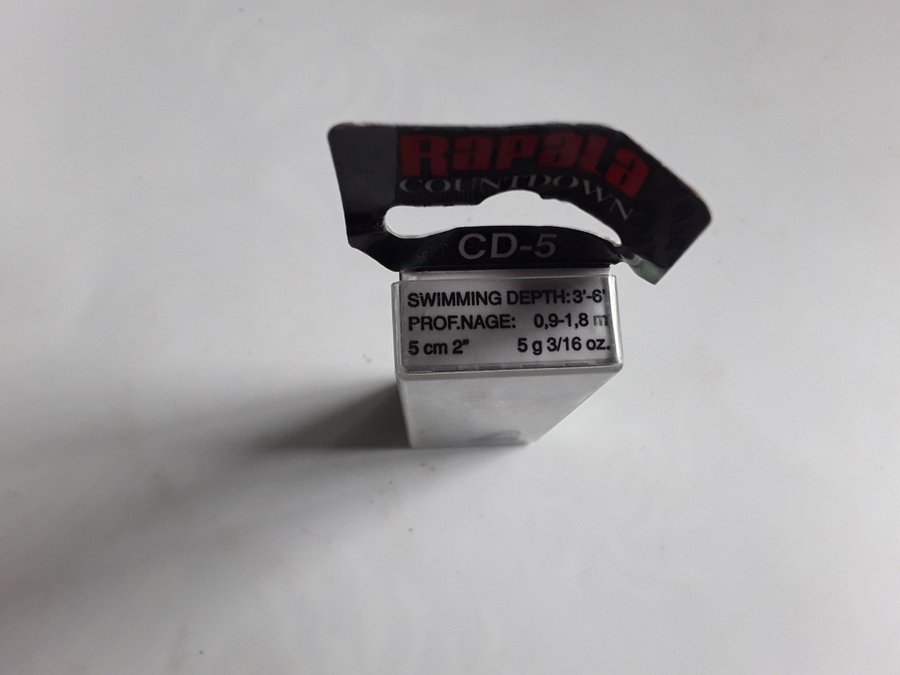 RAPALA
COUNTDOWN
CD-5
SWIMMING DEPTH: 3'-6'
PROF.NAGE: 0,9-1,8 m
5 cm 2" 5 g 3/16 oz.